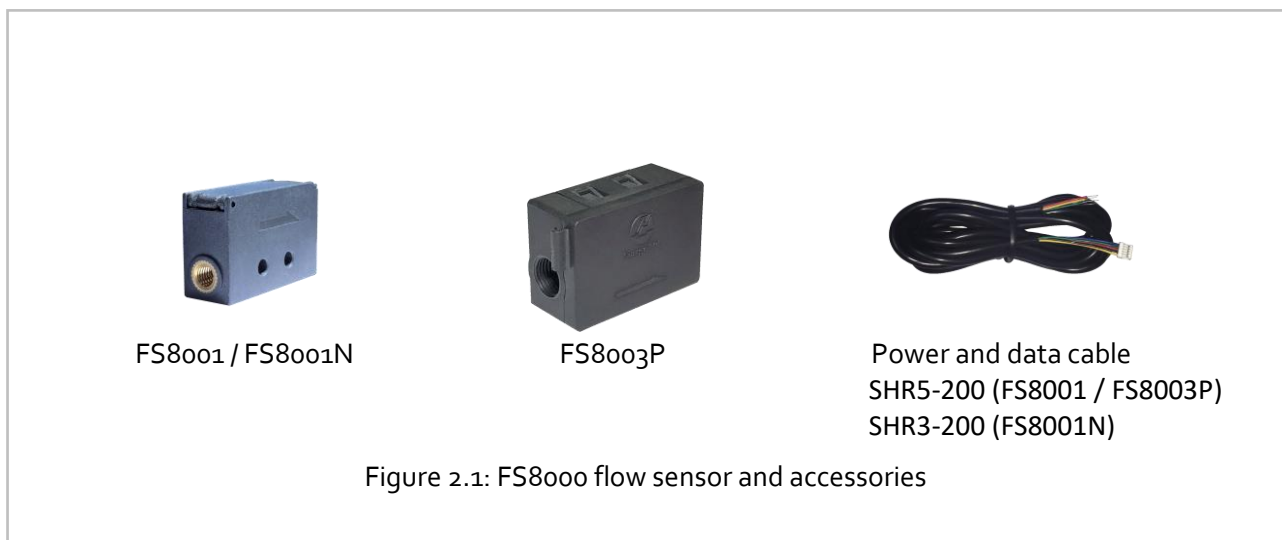 FS8001 / FS8001N
FS8003P
Power and data cable
SHR5-200 (FS8001 / FS8003P)
SHR3-200 (FS8001N)
Figure 2.1: FS8000 flow sensor and accessories